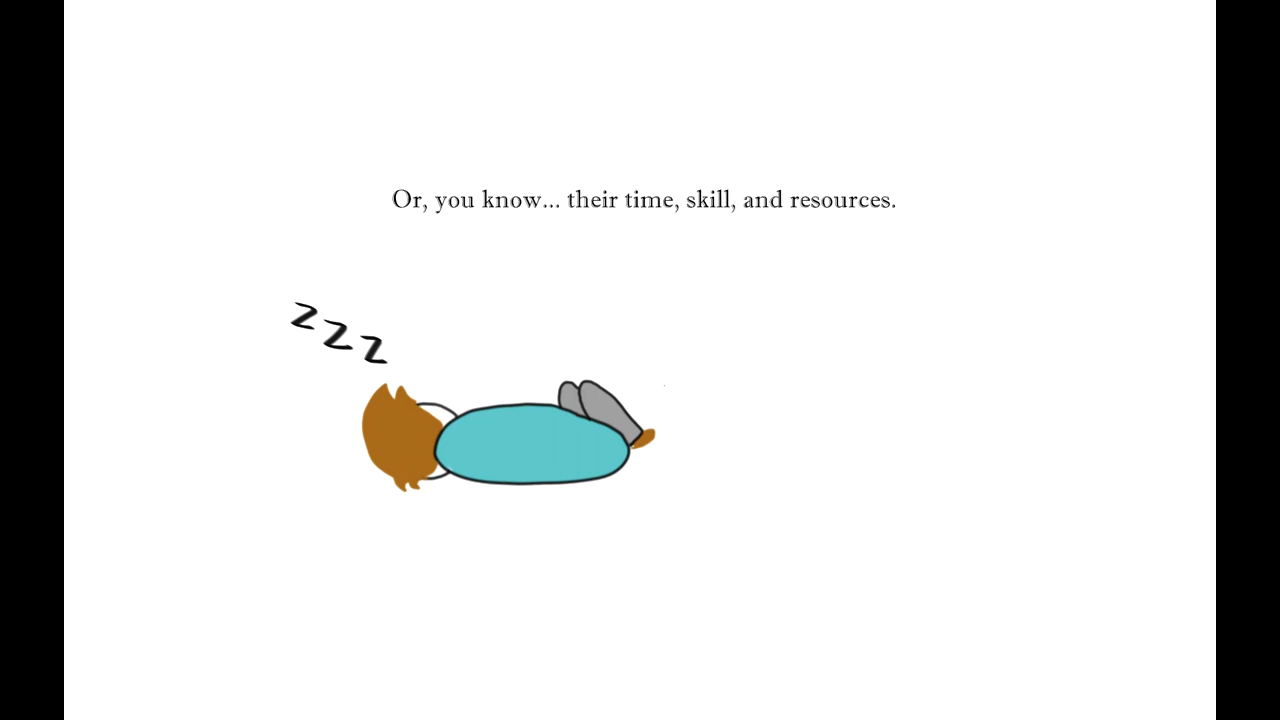 Or, you know... their time, skill, and resources.
z z z